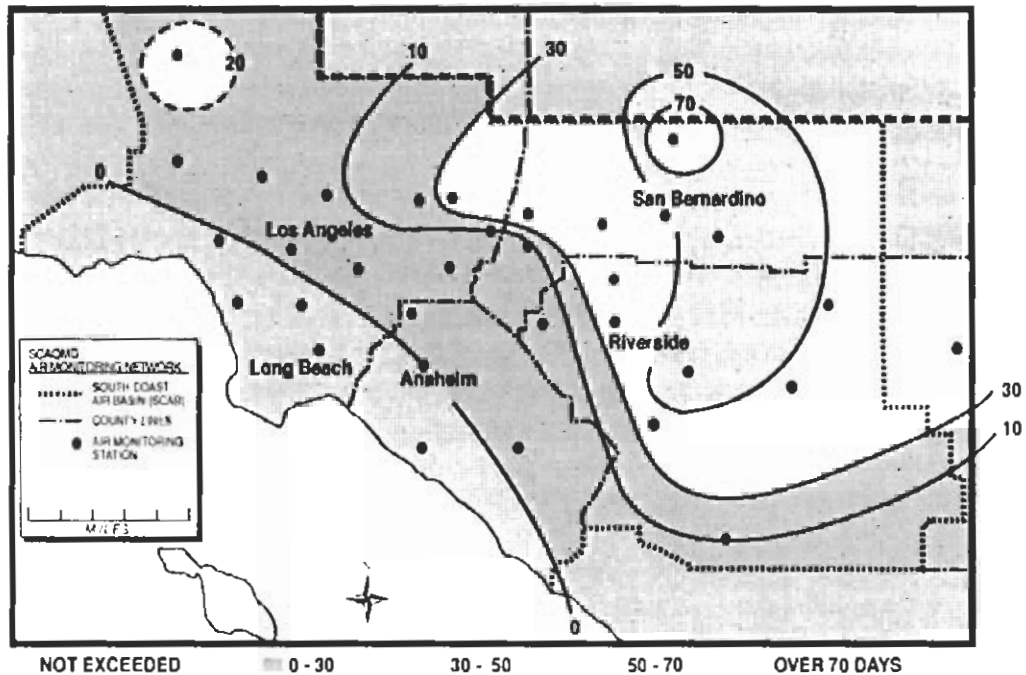 10
30
20
50
70
0
San Bernardino
Los Angeles
Riverside
SCAQMD
AIR MONITORING NETWORK
SOUTH COAST
AIR BASIN (SCAB)
COUNTY LINES
AIR MONITORING
STATION
MILES
Long Beach
Anaheim
30
10
0
NOT EXCEEDED
0 - 30
30 - 50
50 - 70
OVER 70 DAYS